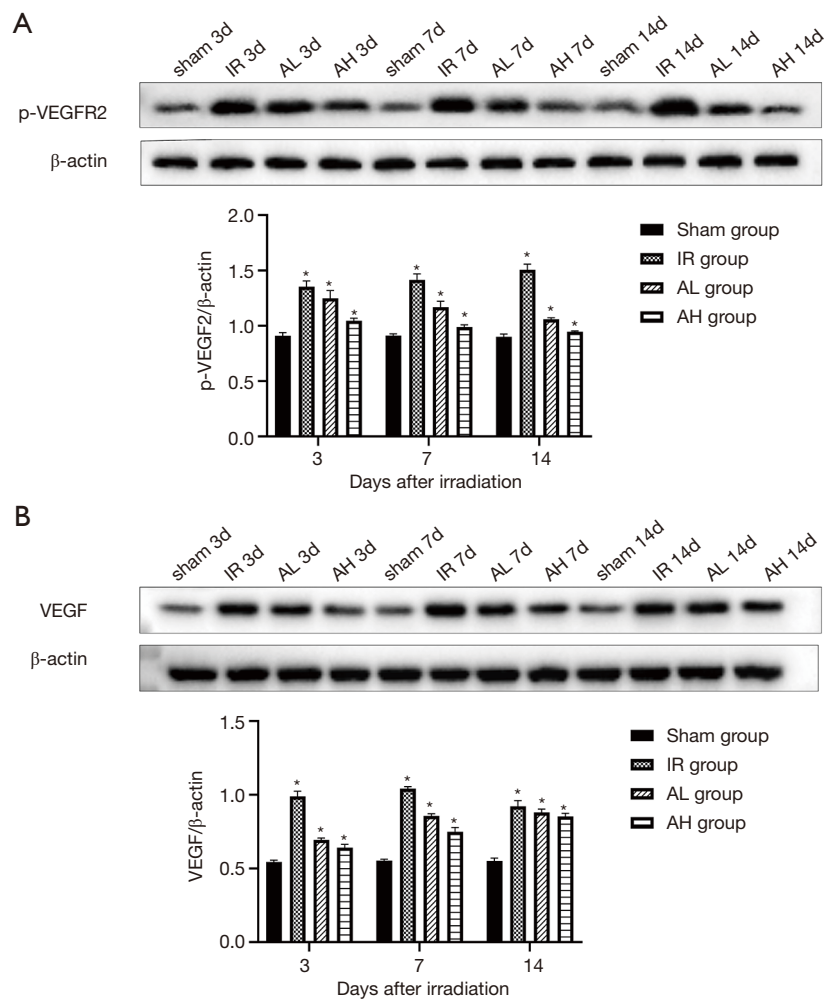 A
sham 3d IR 3d AL 3d AH 3d sham 7d IR 7d AL 7d AH 7d sham 14d IR 14d AL 14d AH 14d
p-VEGFR2
β-actin
p-VEGF2/β-actin
2.0
1.5
1.0
0.5
0.0
* * * * * * * * *
3 7 14
Days after irradiation
Sham group
IR group
AL group
AH group
B
sham 3d IR 3d AL 3d AH 3d sham 7d IR 7d AL 7d AH 7d sham 14d IR 14d AL 14d AH 14d
VEGF
β-actin
VEGF/β-actin
1.5
1.0
0.5
0.0
* * * * * * * * *
3 7 14
Days after irradiation
Sham group
IR group
AL group
AH group